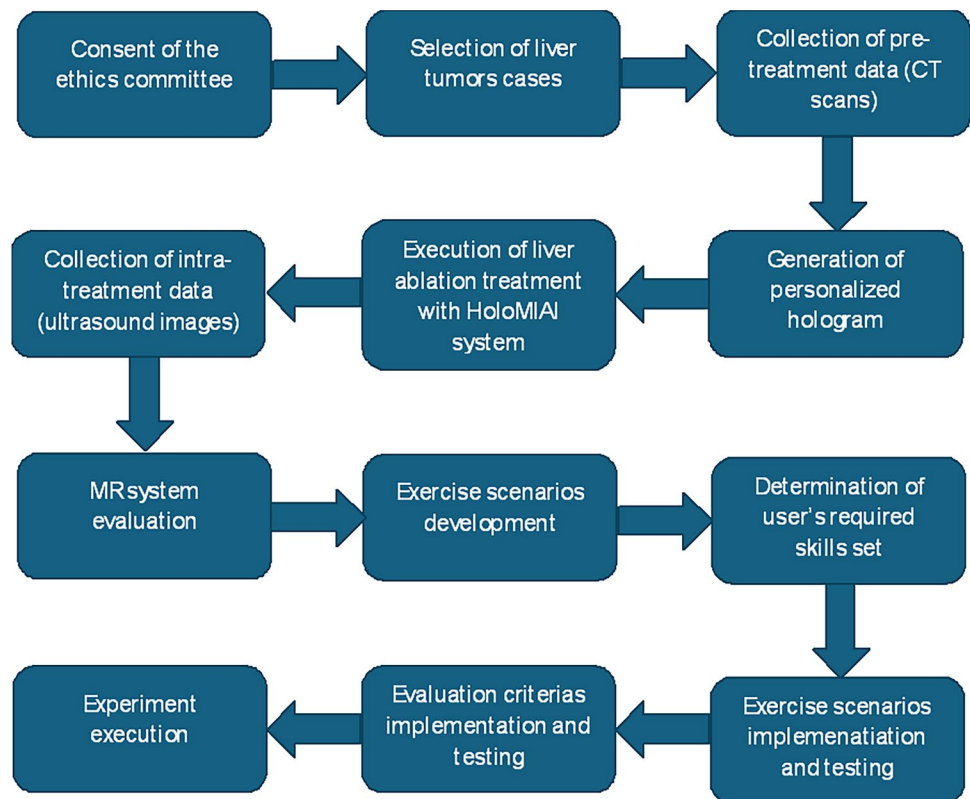 Consent of the
ethics committee
Selection of liver
tumors cases
Collection of pre-
treatment data (CT
scans)
Generation of
personalized
hologram
Execution of liver
ablation treatment
with HoloMIAI
system
Collection of intra-
treatment data
(ultrasound images)
MR system
evaluation
Exercise scenarios
development
Determination of
user's required
skills set
Exercise scenarios
implemenatiation
and testing
Evaluation criterias
implementation and
testing
Experiment
execution